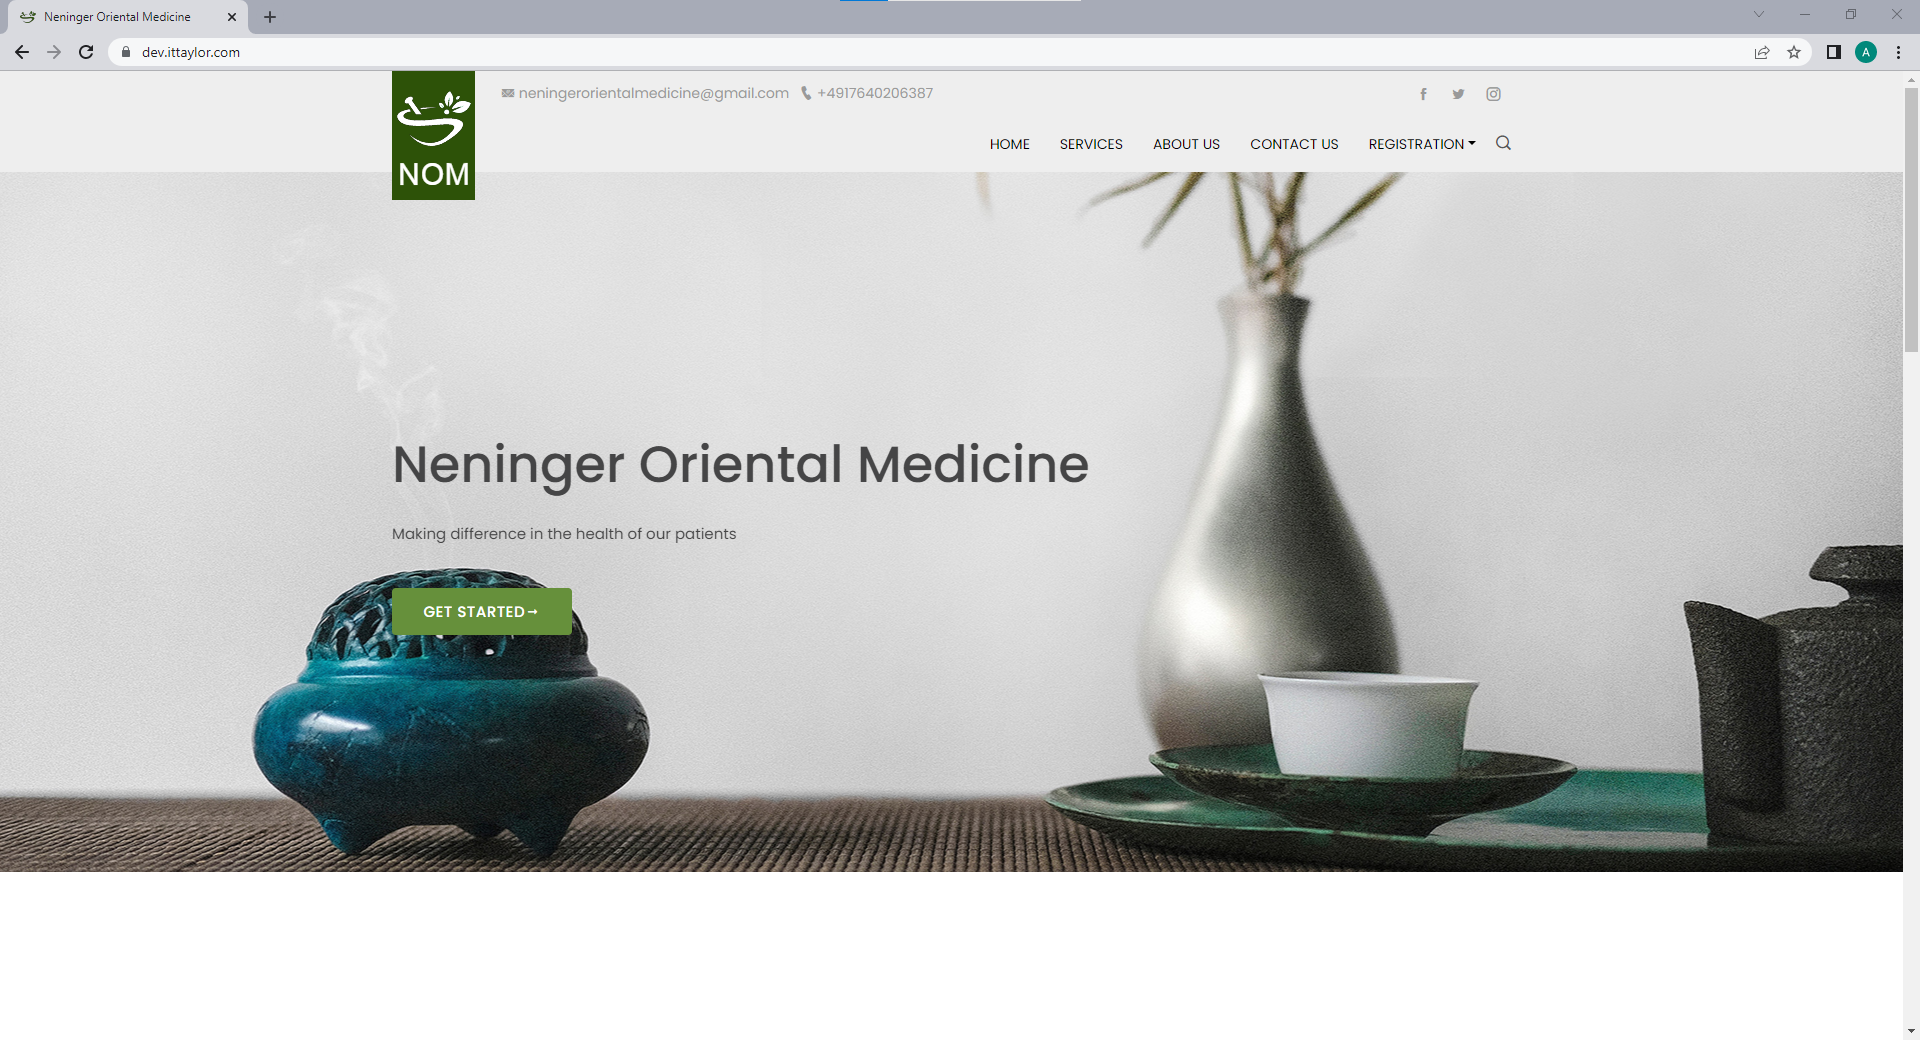 Neninger Oriental Medicine
dev.ittaylor.com
A
neningerorientalmedicine@gmail.com +4917640206387
NOM
HOME SERVICES ABOUT US CONTACT US REGISTRATION
Neninger Oriental Medicine
Making difference in the health of our patients
GET STARTED→